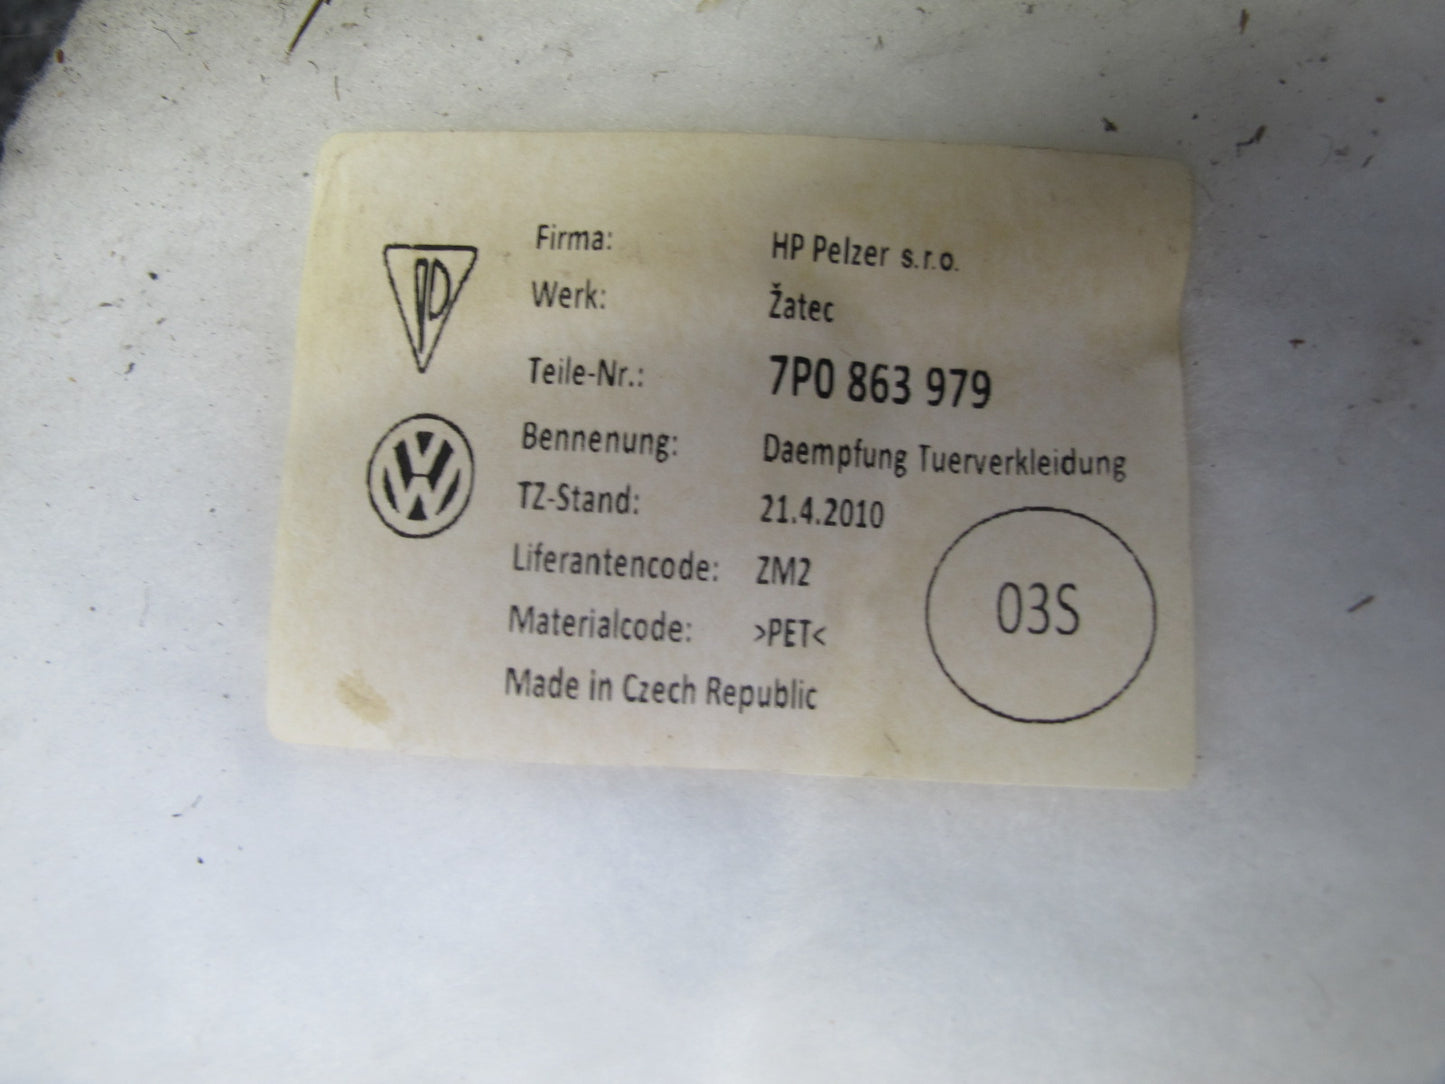 Firma: HP Pelzer s.r.o.
Werk: Žatec
Teile-Nr.: 7P0 863 979
Bennenung: Daempfung Tuerverkleidung
TZ-Stand: 21.4.2010
Liferantencode: ZM2
Materialcode: >PET<
Made in Czech Republic
03S